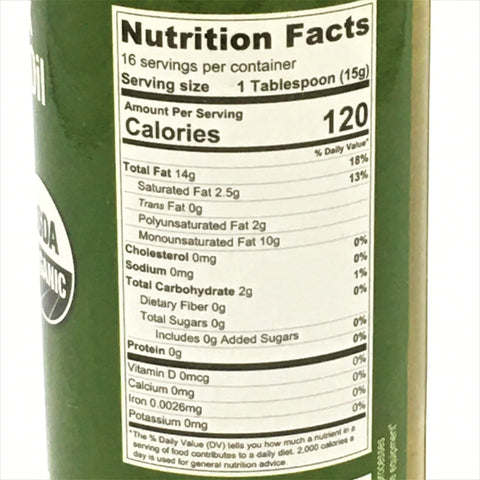 Oil
SDA
GANIC
Nutrition Facts
16 servings per container
Serving size 1 Tablespoon (15g)
Amount Per Serving
Calories 120
% Daily Value*
Total Fat 14g 18%
Saturated Fat 2.5g 13%
Trans Fat 0g
Polyunsaturated Fat 2g
Monounsaturated Fat 10g
Cholesterol 0mg 0%
Sodium 0mg 0%
Total Carbohydrate 2g 1%
Dietary Fiber 0g 0%
Total Sugars 0g
Includes 0g Added Sugars 0%
Protein 0g 0%
Vitamin D 0mcg 0%
Calcium 0mg 0%
Iron 0.0026mg 0%
Potassium 0mg 0%
*The % Daily Value (DV) tells you how much a nutrient in a
serving of food contributes to a daily diet. 2,000 calories a
day is used for general nutrition advice.
processes
equipment